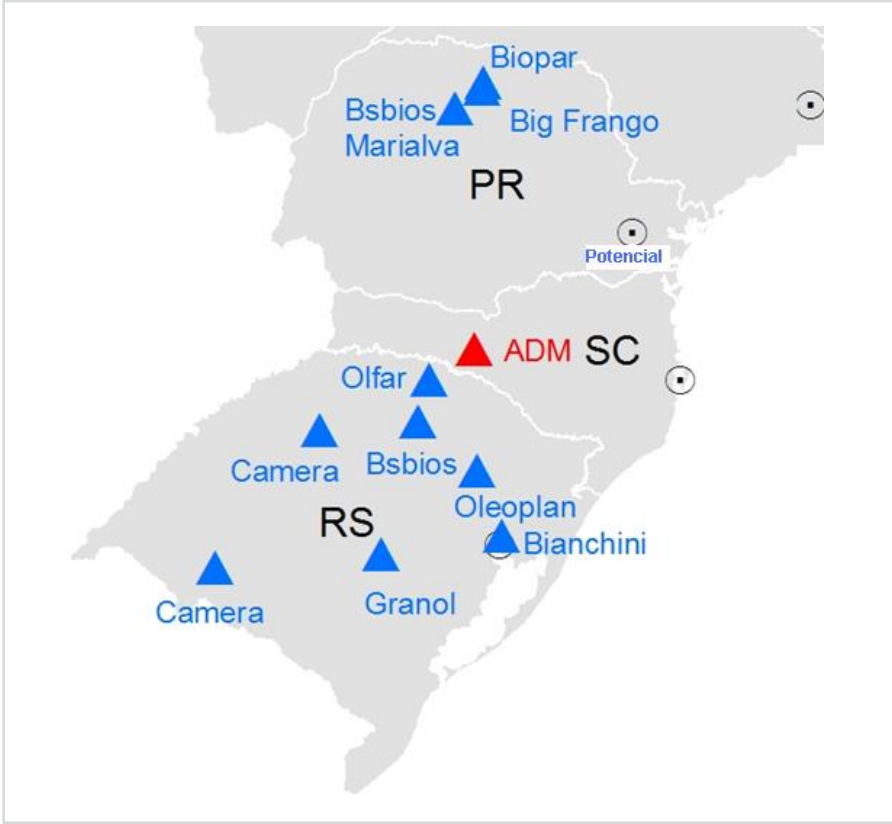 Biopar
Bsbios
Marialva
Big Frango
PR
Potencial
ADM SC
Olfar
Camera
Bsbios
Oleoplan
RS
Bianchini
Camera
Granol